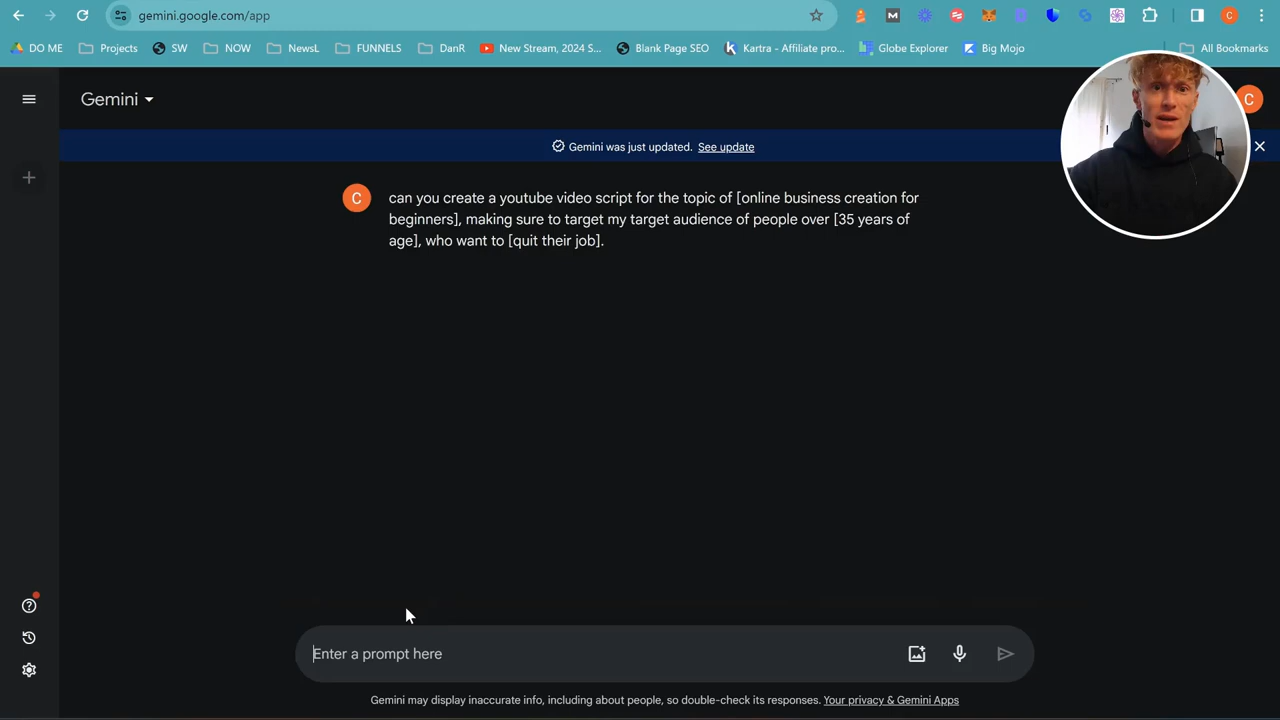 gemini.google.com/app
DO ME Projects SW NOW NewsL FUNNELS DanR New Stream, 2024 S... Blank Page SEO Kartra - Affiliate pro... Globe Explorer Big Mojo All Bookmarks
Gemini
C
Gemini was just updated. See update
C
can you create a youtube video script for the topic of [online business creation for
beginners], making sure to target my target audience of people over [35 years of
age], who want to [quit their job].
Enter a prompt here
Gemini may display inaccurate info, including about people, so double-check its responses. Your privacy & Gemini Apps